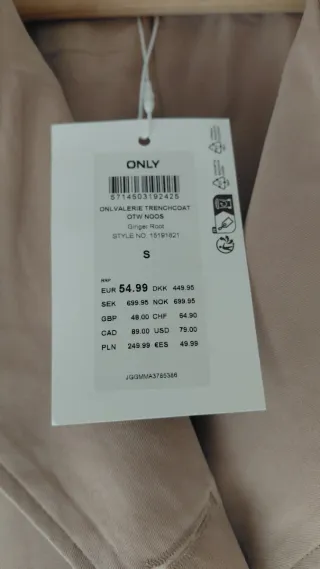 ONLY
5714503192425
ONLVALERIE TRENCHCOAT
OTW NOOS
Ginger Root
STYLE NO: 15191821
S
RRP
EUR 54.99 DKK 449.95
SEK 699.95 NOK 699.95
GBP 48.00 CHF 64.90
CAD 89.00 USD 79.00
PLN 249.99 €ES 49.99